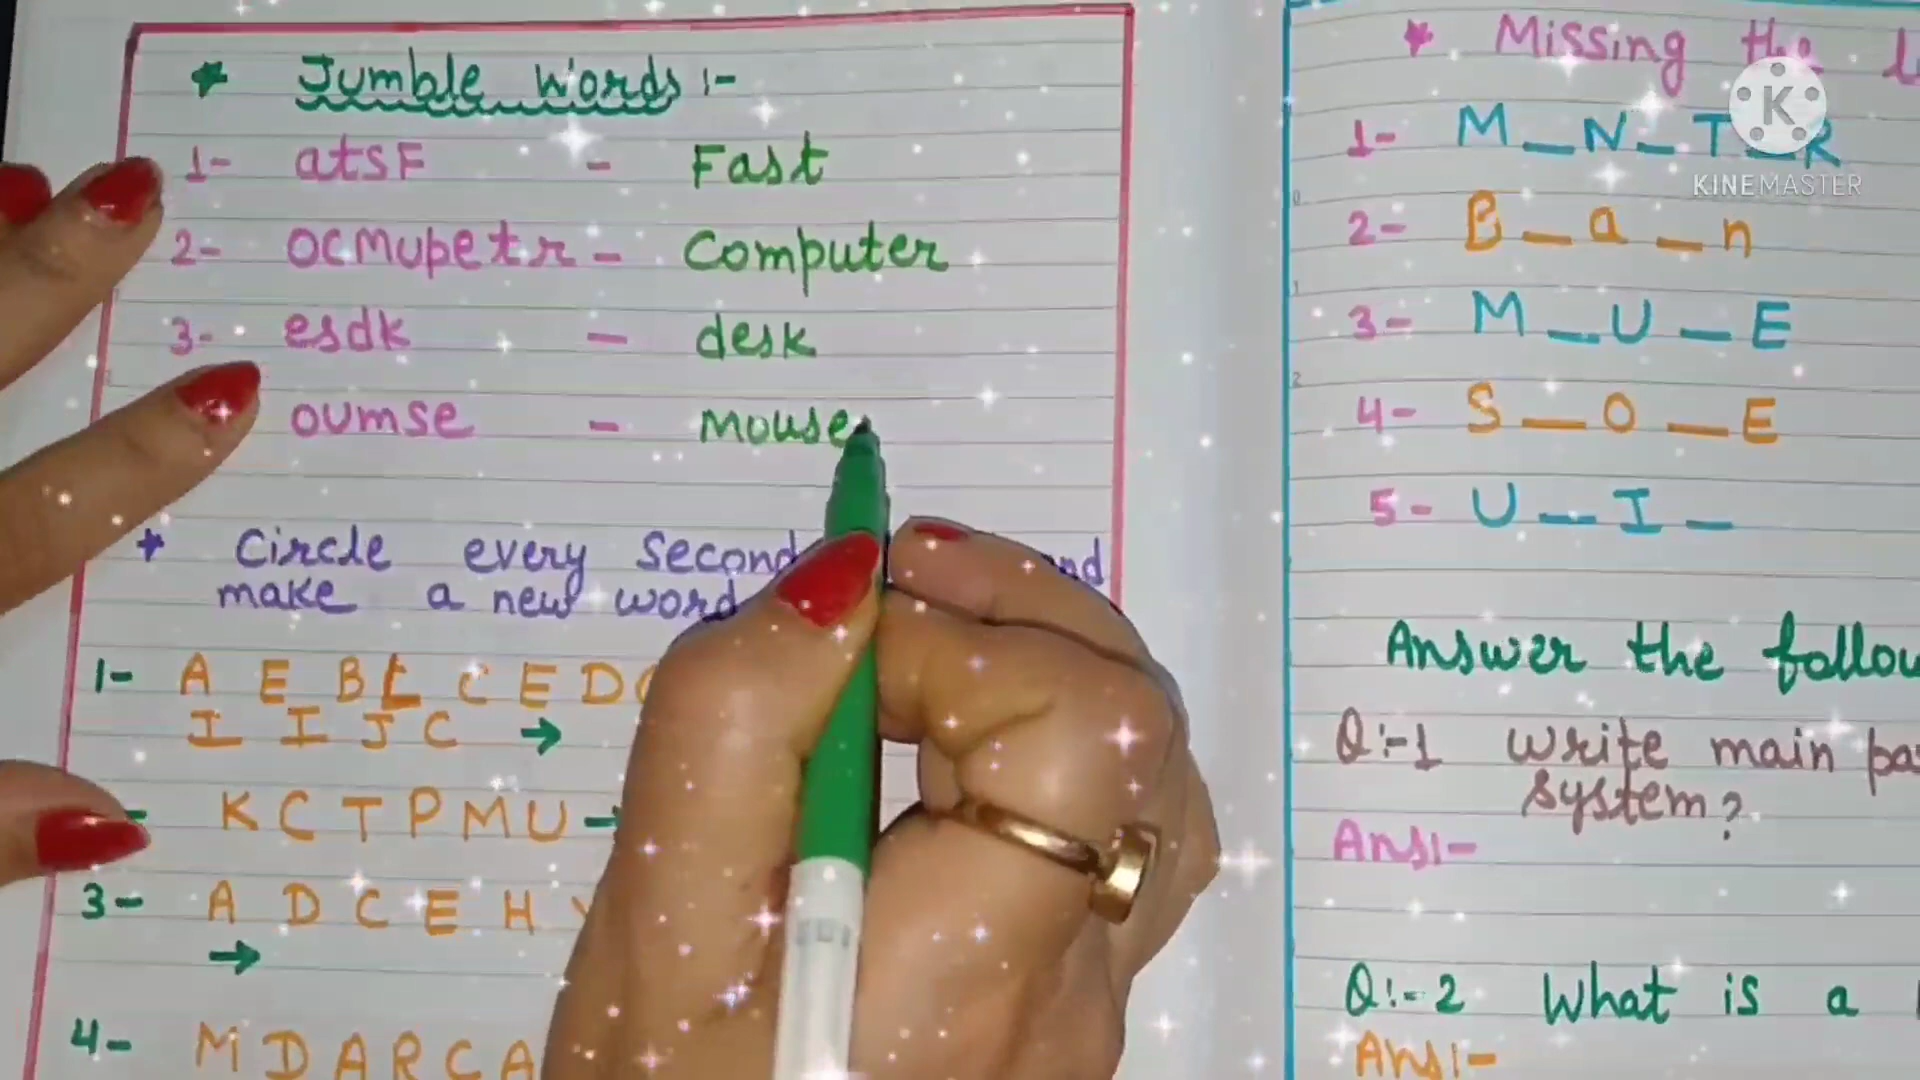 * Jumble Words :-
1- atsF - Fast
2- ocmupetr - Computer
3- esdk - desk
oumse - Mouse
* Circle every second and
make a new word
1- A E B L C E D
I I J C →
K C T P M U →
3- A D C E H
→
4- M D A R C A
* Missing the
1- M _ N _ T _ R
2- B _ a _ n
3- M _ U _ E
4- S _ O _ E
5- U _ I _
Answer the
Q:-1 Write main
system?
Ans:-
Q:-2 What is a
Ans:-
K
KINEMASTER